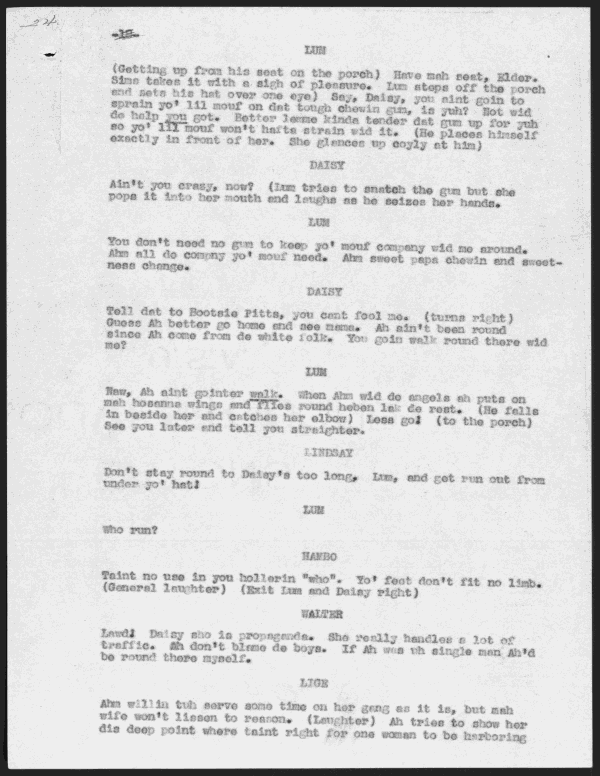 -12-
LUM
(Getting up from his seat on the porch) Have mah seat, Elder.
Sims takes it with a sigh of pleasure. Lum steps off the porch
and sets his hat over one eye) Say, Daisy, you aint goin to
sprain yo' lil mouf on dat tough chewin gum, is yuh? Not wid
de help you got. Better lemme kinda tender dat gum up for yuh
so yo' lil mouf won't hafta strain wid it. (He places himself
exactly in front of her. She glances up coyly at him)
DAISY
Ain't you crazy, now? (Lum tries to snatch the gum but she
pops it into her mouth and laughs as he seizes her hands.
LUM
You don't need no gum to keep yo' mouf company wid me around.
Ahm all de compny yo' mouf need. Ahm sweet papa chewin and sweet-
ness change.
DAISY
Tell dat to Bootsie Pitts, you cant fool me. (turns right)
Guess Ah better go home and see mama. Ah ain't been round
since Ah come from de white folk. You goin walk round there wid
me?
LUM
Naw, Ah aint gointer walk. When Ahm wid de angels ah puts on
mah hosanna wings and flies round heben lak de rest. (He falls
in beside her and catches her elbow) Less go! (to the porch)
See you later and tell you straighter.
LINDSAY
Don't stay round to Daisy's too long, Lum, and get run out from
under yo' hat!
LUM
Who run?
HAMBO
Taint no use in you hollerin "who". Yo' feet don't fit no limb.
(General laughter) (Exit Lum and Daisy right)
WALTER
Lawd! Daisy sho is propaganda. She really handles a lot of
traffic. Ah don't blame de boys. If Ah was uh single man Ah'd
be round there myself.
LIGE
Ahm willin tuh serve some time on her gang as it is, but mah
wife won't lissen to reason. (Laughter) Ah tries to show her
dis deep point where taint right for one woman to be harboring